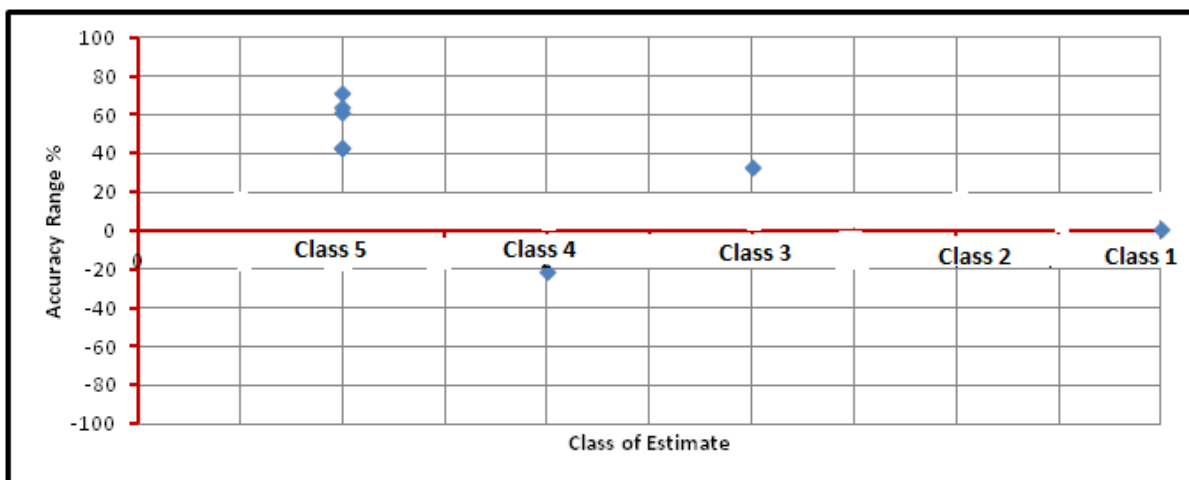 100
80
60
40
20
0
-20
-40
-60
-80
-100
Accuracy Range %
0
Class 5
Class 4
Class 3
Class 2
Class 1
Class of Estimate